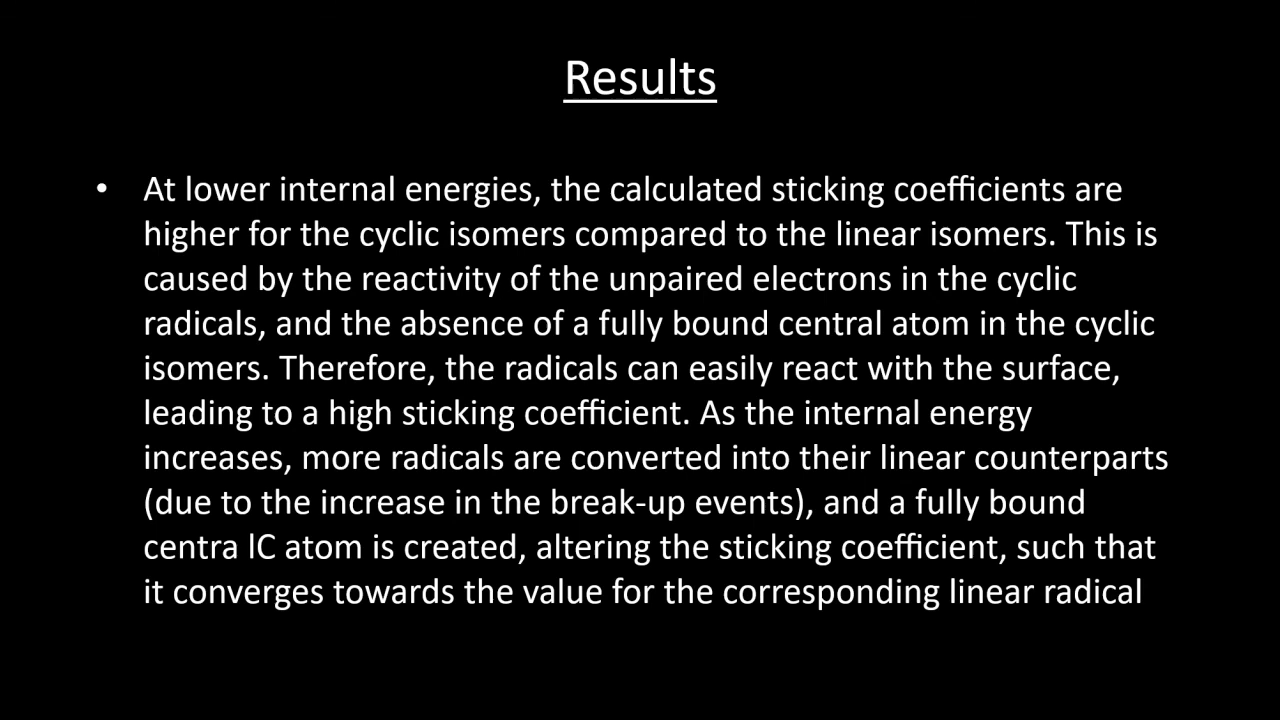 Results
• At lower internal energies, the calculated sticking coefficients are
higher for the cyclic isomers compared to the linear isomers. This is
caused by the reactivity of the unpaired electrons in the cyclic
radicals, and the absence of a fully bound central atom in the cyclic
isomers. Therefore, the radicals can easily react with the surface,
leading to a high sticking coefficient. As the internal energy
increases, more radicals are converted into their linear counterparts
(due to the increase in the break-up events), and a fully bound
centra lC atom is created, altering the sticking coefficient, such that
it converges towards the value for the corresponding linear radical